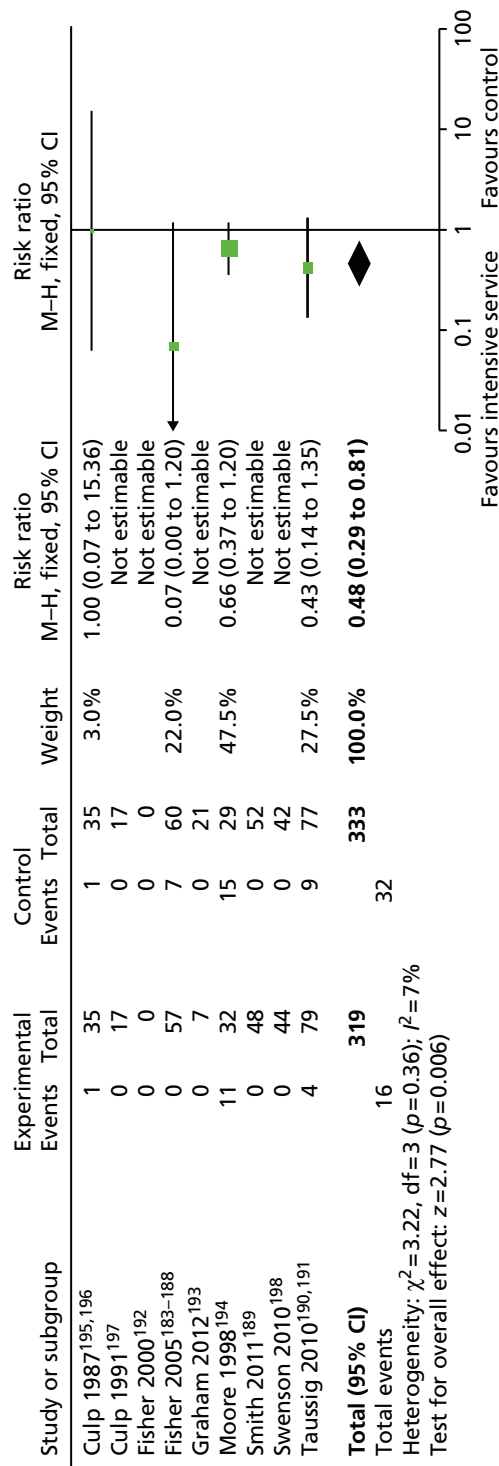 Experimental Control Risk ratio Risk ratio
Study or subgroup Events Total Events Total Weight M–H, fixed, 95% CI M–H, fixed, 95% CI
Culp 1987195,196 1 35 1 35 3.0% 1.00 (0.07 to 15.36)
Culp 1991197 0 17 0 17 Not estimable
Fisher 2000192 0 0 0 0 Not estimable
Fisher 2005183–188 0 57 7 60 22.0% 0.07 (0.00 to 1.20)
Graham 2012193 0 7 0 21 Not estimable
Moore 1998194 11 32 15 29 47.5% 0.66 (0.37 to 1.20)
Smith 2011189 0 48 0 52 Not estimable
Swenson 2010198 0 44 0 42 Not estimable
Taussig 2010190,191 4 79 9 77 27.5% 0.43 (0.14 to 1.35)
Total (95% CI) 319 333 100.0% 0.48 (0.29 to 0.81)
Total events 16 32
Heterogeneity: χ2=3.22, df=3 (p=0.36); I2=7%
Test for overall effect: z=2.77 (p=0.006)
0.01 0.1 1 10 100
Favours intensive service Favours control